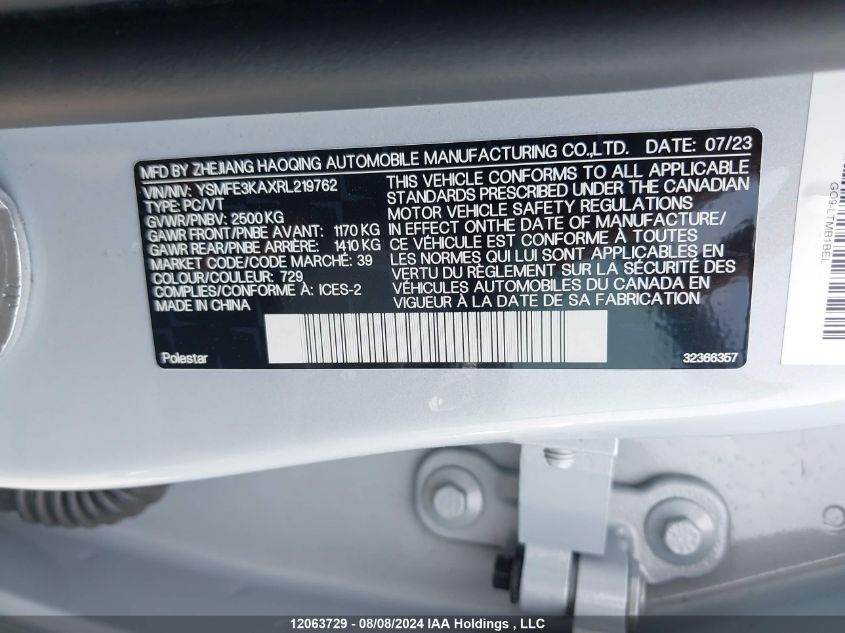 MFD BY ZHEJIANG HAOQING AUTOMOBILE MANUFACTURING CO.,LTD. DATE: 07/23
VIN/NIV: YSMFE3KAXRL219762
TYPE: PC/VT
GVWR/PNBV: 2500 KG
GAWR FRONT/PNBE AVANT: 1170 KG
GAWR REAR/PNBE ARRIÈRE: 1410 KG
MARKET CODE/CODE MARCHÉ: 39
COLOUR/COULEUR: 729
COMPLIES/CONFORME À: ICES-2
MADE IN CHINA
THIS VEHICLE CONFORMS TO ALL APPLICABLE
STANDARDS PRESCRIBED UNDER THE CANADIAN
MOTOR VEHICLE SAFETY REGULATIONS
IN EFFECT ONTHE DATE OF MANUFACTURE/
CE VÉHICULE EST CONFORME À TOUTES
LES NORMES QUI LUI SONT APPLICABLES EN
VERTU DU RÈGLEMENT SUR LA SÉCURITÉ DES
VÉHICULES AUTOMOBILES DU CANADA EN
VIGUEUR À LA DATE DE SA FABRICATION
Polestar
32366357
GC9-LTMB1BEL
12063729 - 08/08/2024 IAA Holdings , LLC